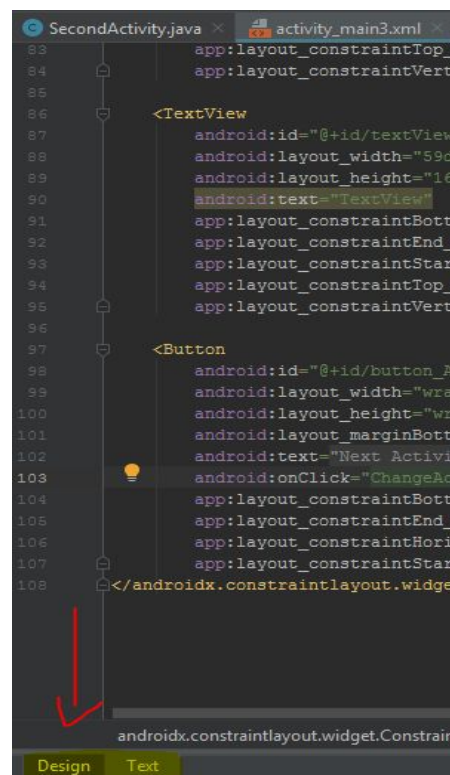 SecondActivity.java × activity_main3.xml ×
83 app:layout_constraintTop_
84 app:layout_constraintVert
85
86 <TextView
87 android:id="@+id/textView
88 android:layout_width="59d
89 android:layout_height="16
90 android:text="TextView"
91 app:layout_constraintBott
92 app:layout_constraintEnd_
93 app:layout_constraintStar
94 app:layout_constraintTop_
95 app:layout_constraintVert
96
97 <Button
98 android:id="@+id/button_A
99 android:layout_width="wra
100 android:layout_height="wr
101 android:layout_marginBott
102 android:text="Next Activi
103 android:onClick="ChangeAc
104 app:layout_constraintBott
105 app:layout_constraintEnd_
106 app:layout_constraintHori
107 app:layout_constraintStar
108 </androidx.constraintlayout.widge
androidx.constraintlayout.widget.Constrain
Design Text